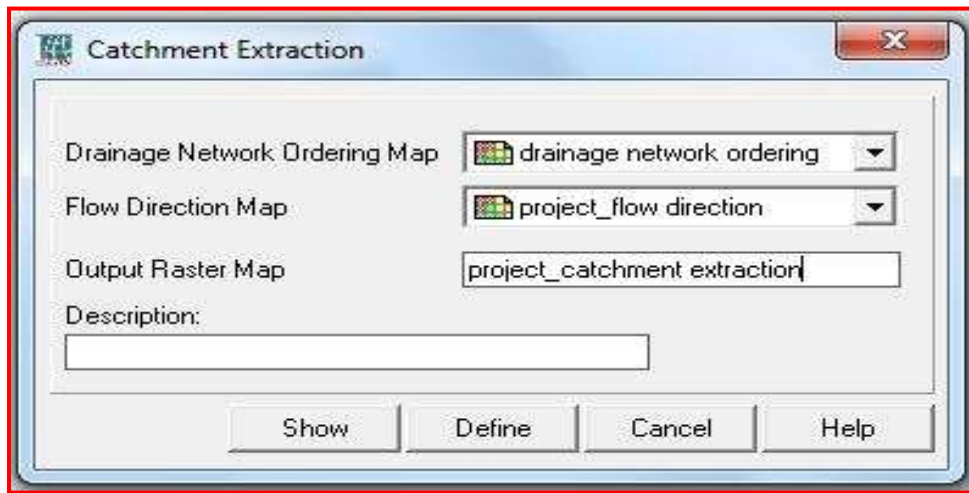 Catchment Extraction
Drainage Network Ordering Map drainage network ordering
Flow Direction Map project_flow direction
Output Raster Map project_catchment extraction
Description:
Show Define Cancel Help